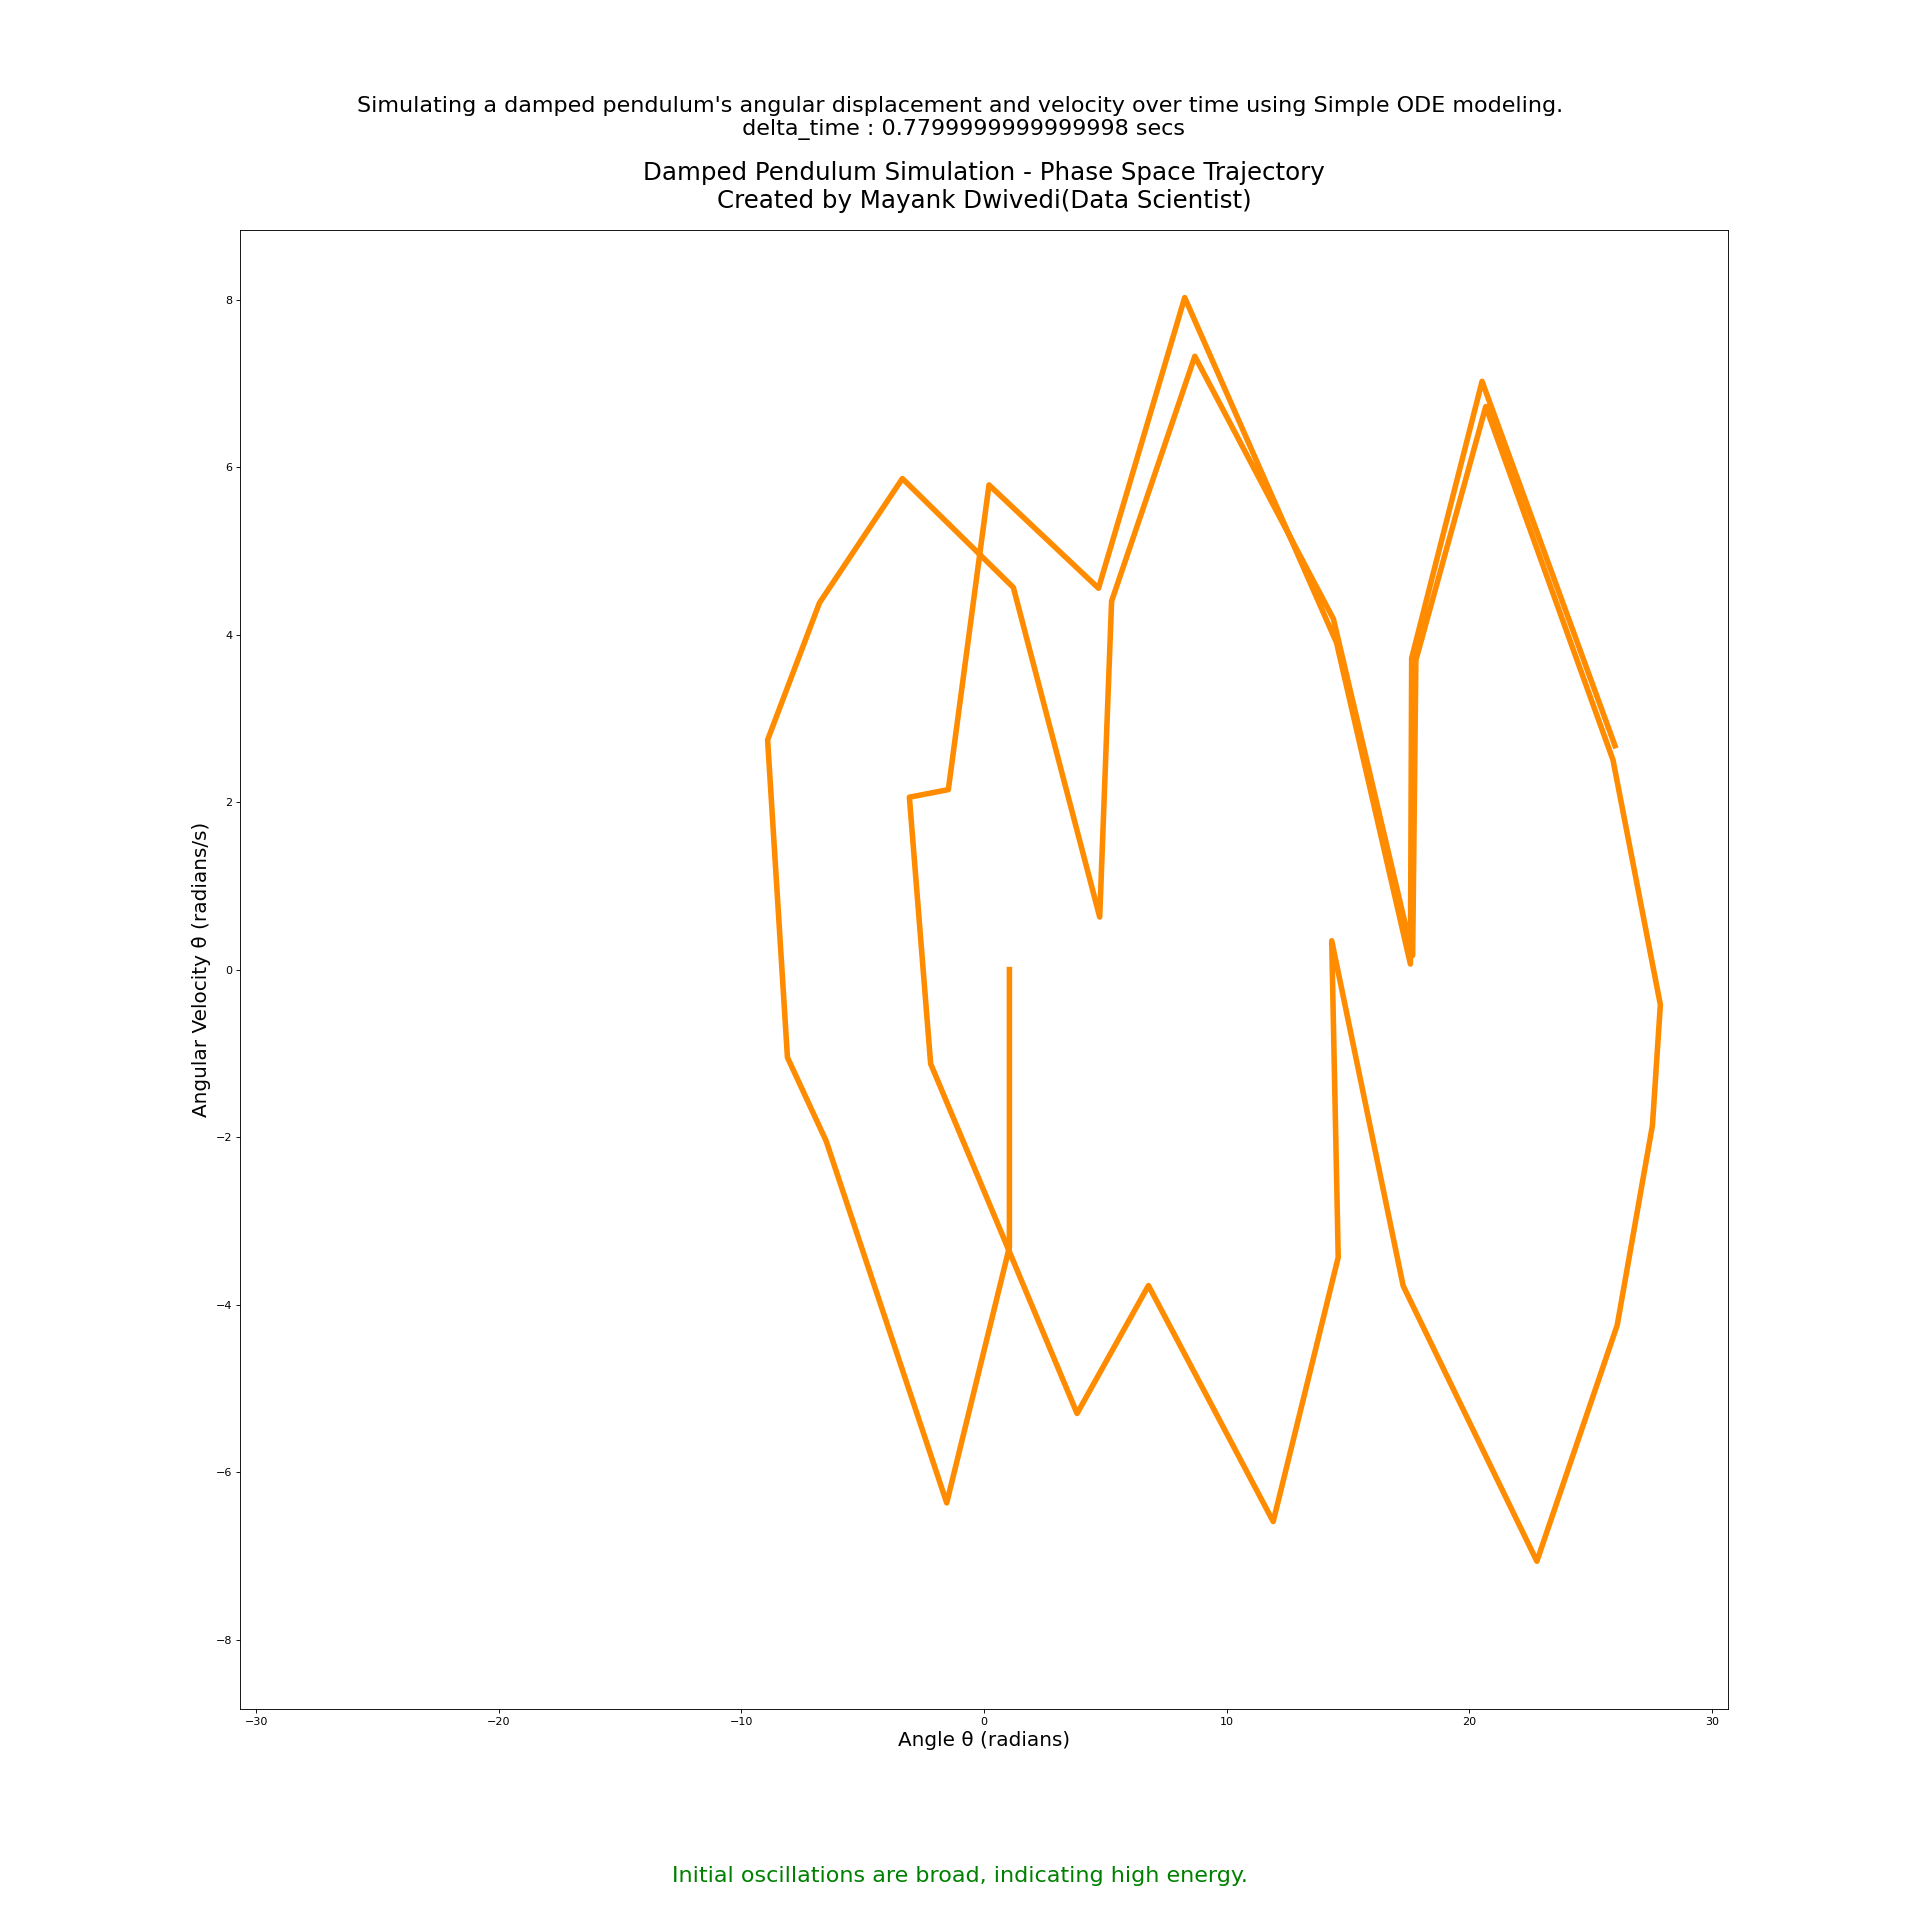 Simulating a damped pendulum's angular displacement and velocity over time using Simple ODE modeling.
delta_time : 0.7799999999999998 secs
Damped Pendulum Simulation - Phase Space Trajectory
Created by Mayank Dwivedi(Data Scientist)
Angular Velocity θ (radians/s)
8
6
4
2
0
−2
−4
−6
−8
−30
−20
−10
0
10
20
30
Angle θ (radians)
Initial oscillations are broad, indicating high energy.